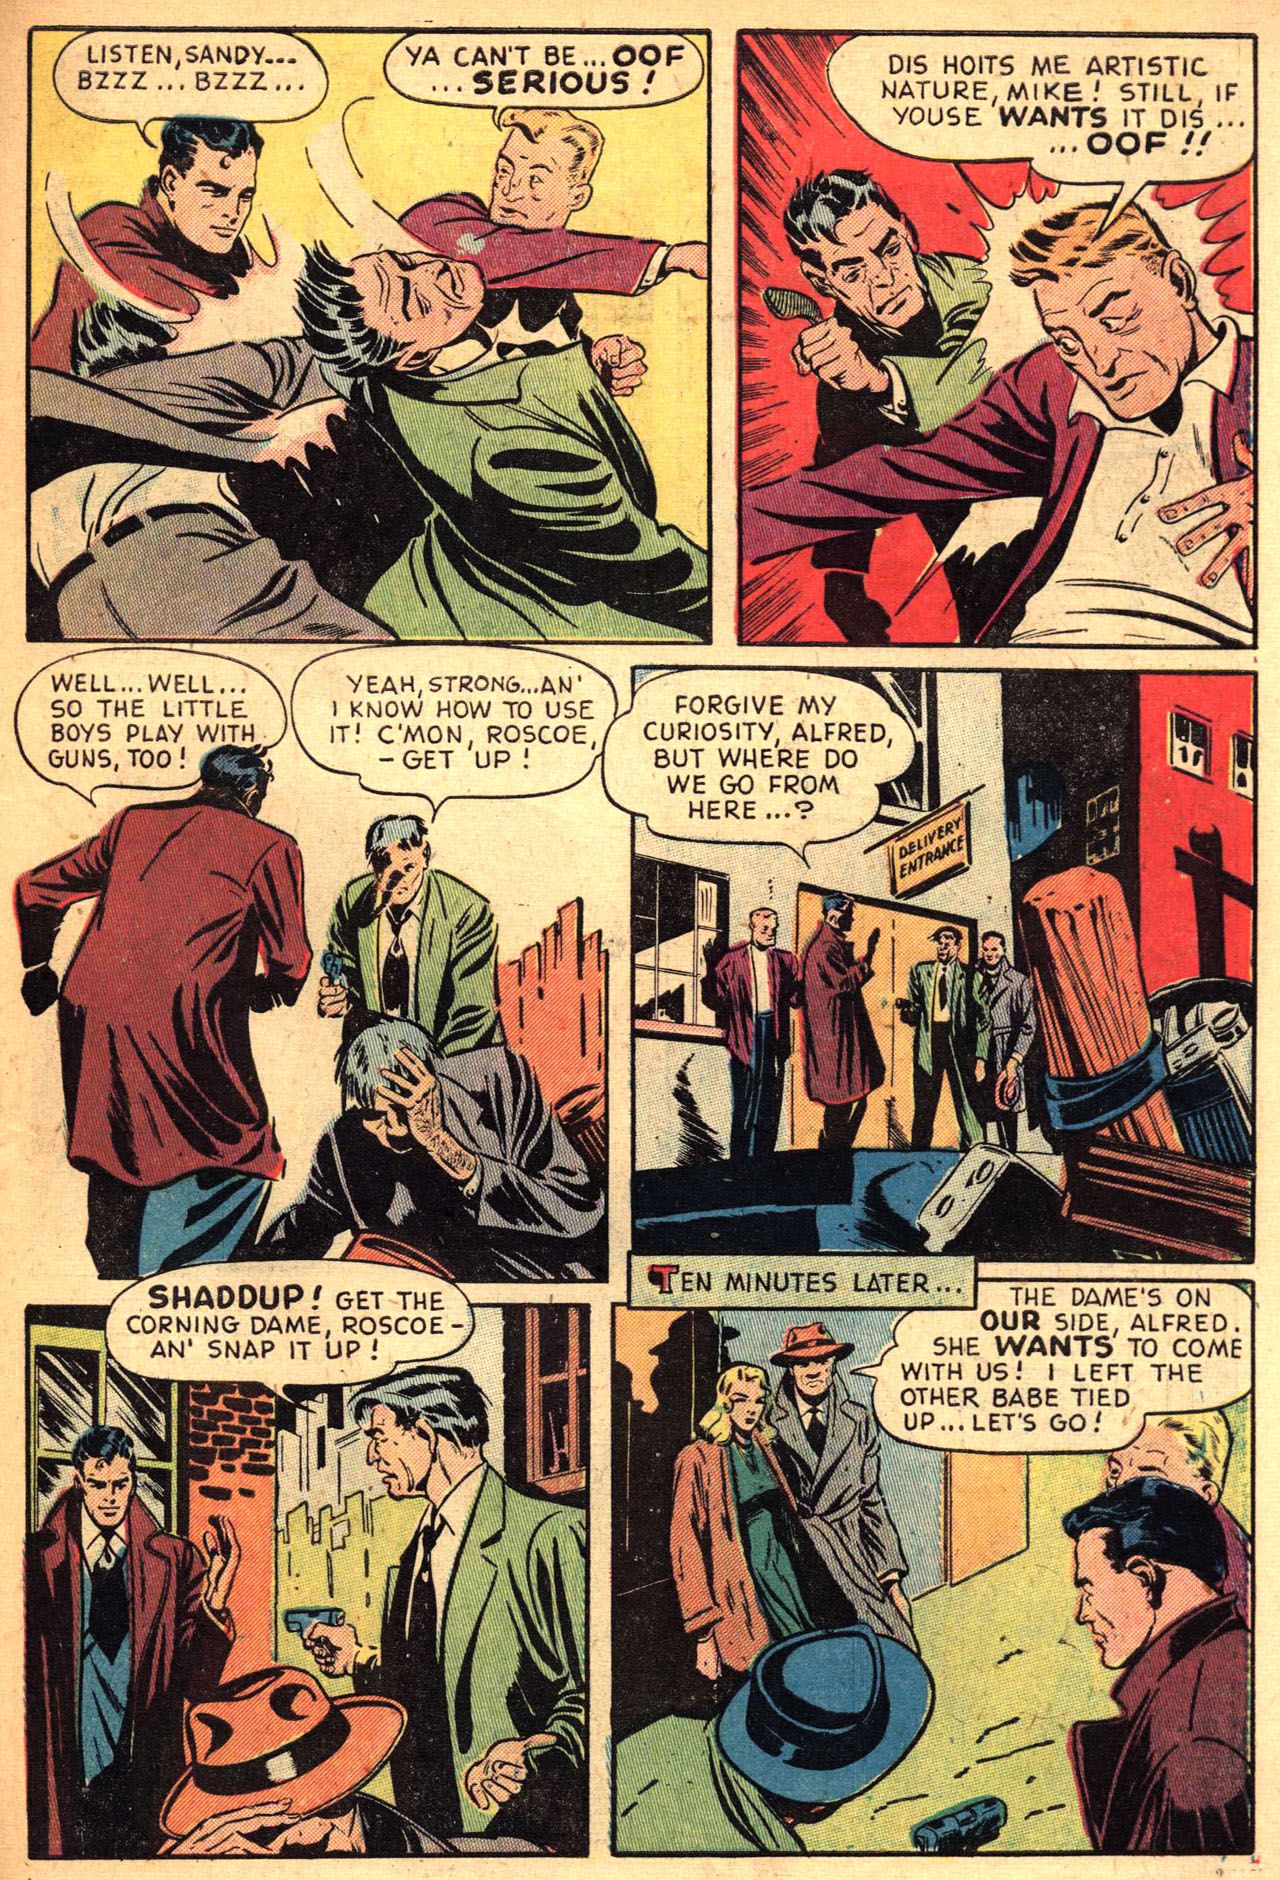 LISTEN, SANDY...
BZZZ ... BZZZ ...
YA CAN'T BE ... OOF
... SERIOUS!
DIS HOITS ME ARTISTIC
NATURE, MIKE! STILL, IF
YOUSE WANTS IT DIS ...
... OOF!!
WELL... WELL...
SO THE LITTLE
BOYS PLAY WITH
GUNS, TOO!
YEAH, STRONG...AN'
I KNOW HOW TO USE
IT! C'MON, ROSCOE,
- GET UP!
FORGIVE MY
CURIOSITY, ALFRED,
BUT WHERE DO
WE GO FROM
HERE ...?
DELIVERY
ENTRANCE
SHADDUP! GET THE
CORNING DAME, ROSCOE-
AN' SNAP IT UP!
TEN MINUTES LATER...
THE DAME'S ON
OUR SIDE, ALFRED.
SHE WANTS TO COME
WITH US! I LEFT THE
OTHER BABE TIED
UP... LET'S GO!